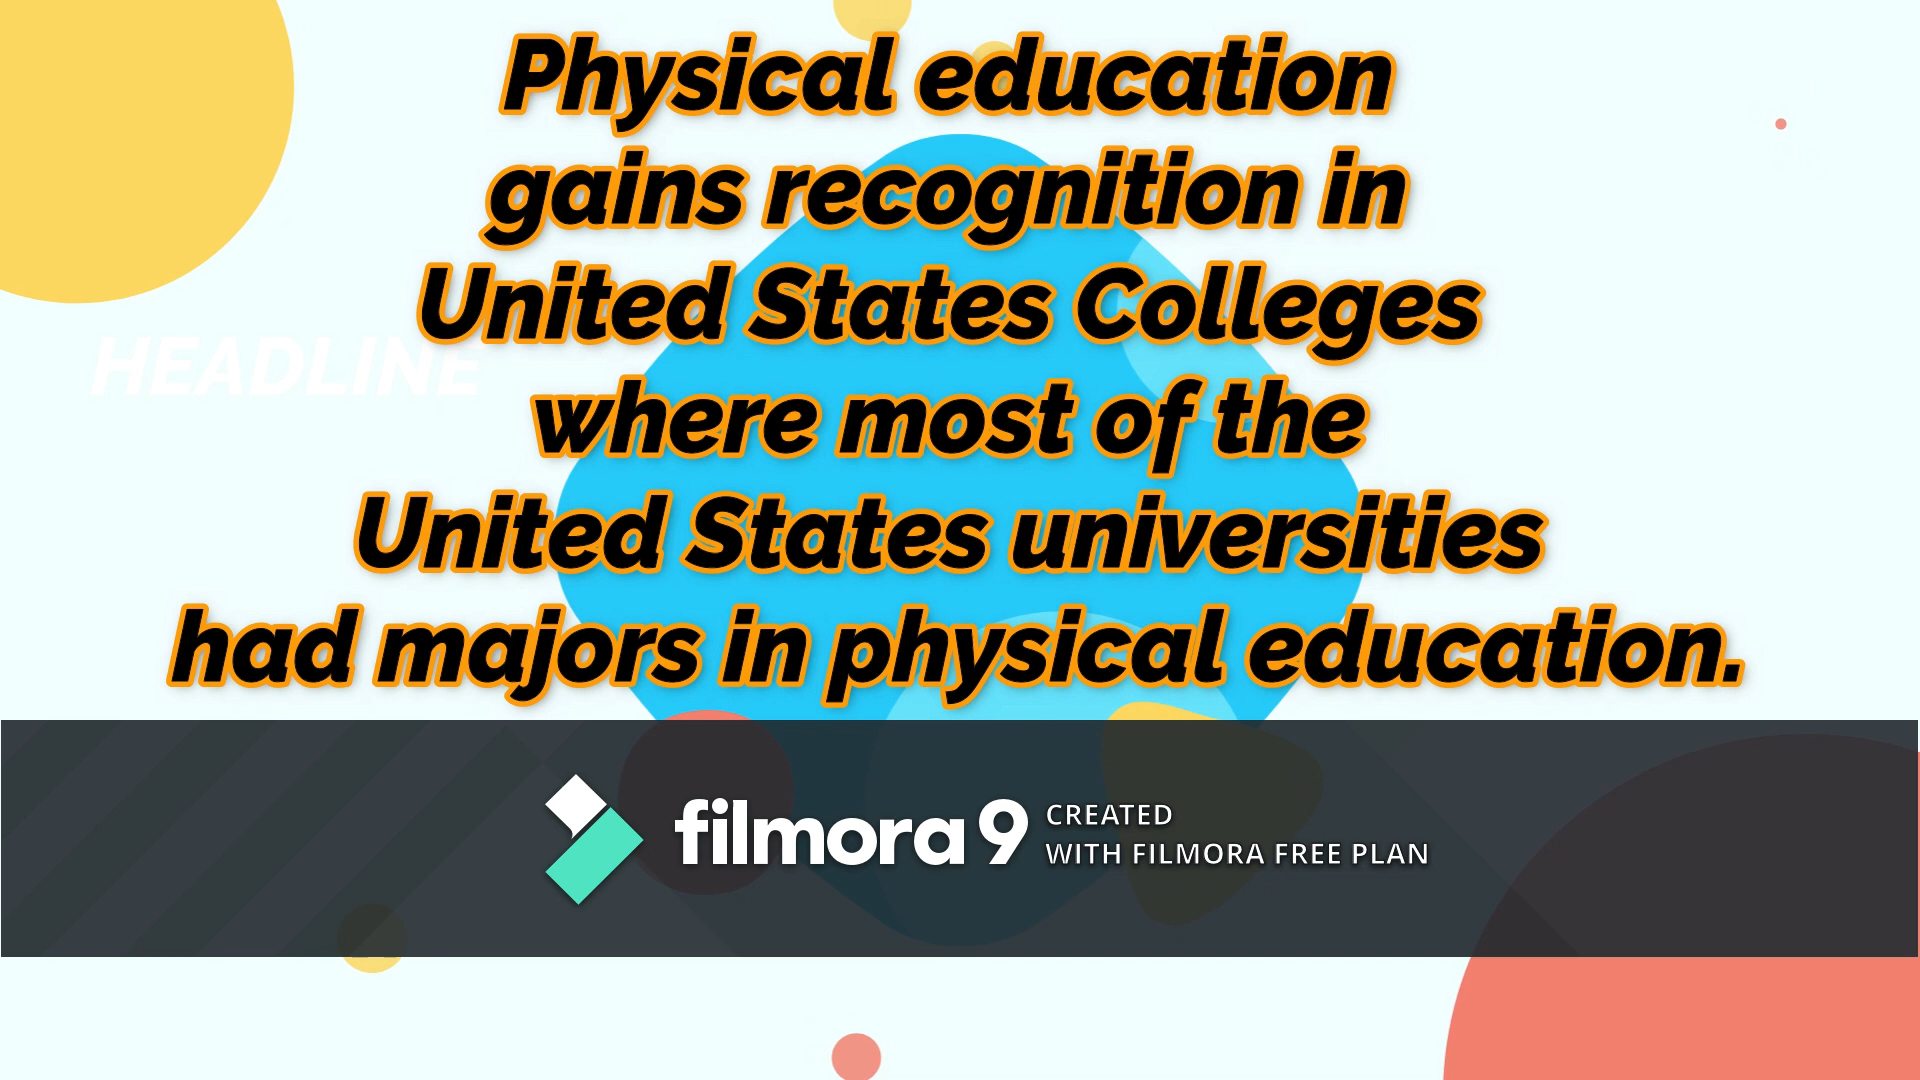 Physical education
gains recognition in
United States Colleges
HEADLINE
where most of the
United States universities
had majors in physical education.
filmora 9
CREATED
WITH FILMORA FREE PLAN